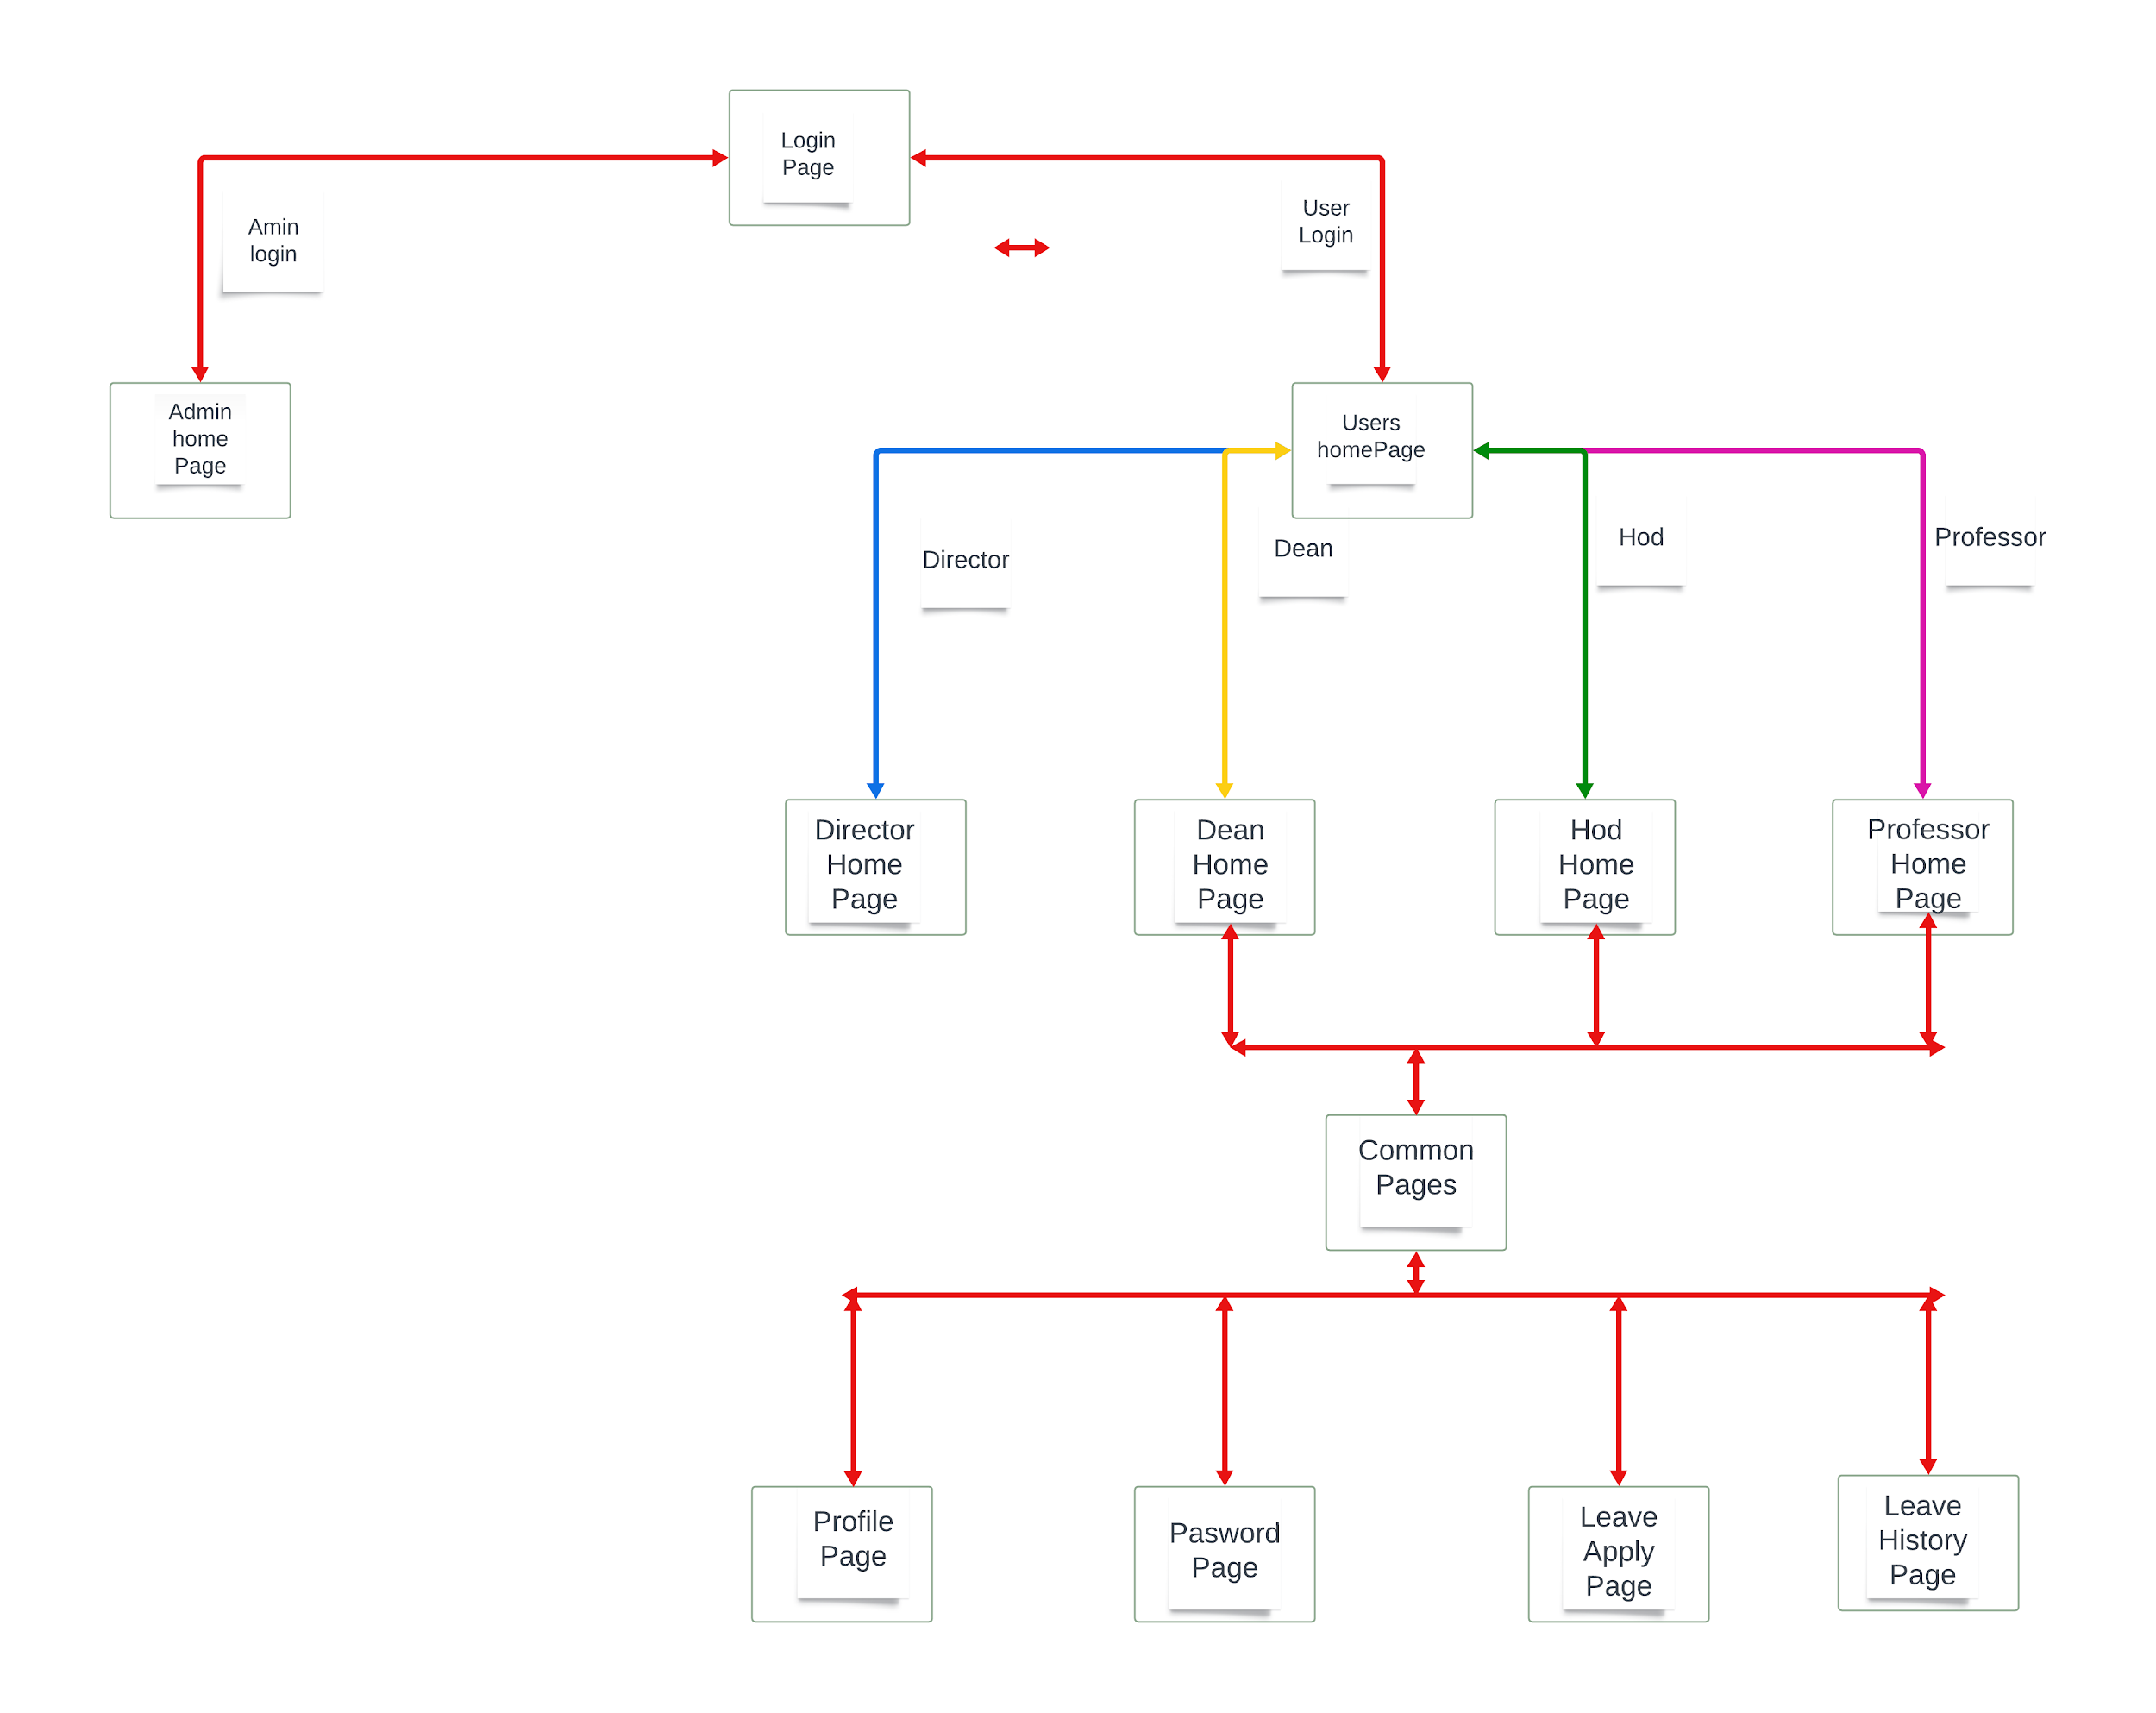 Login
Page
Amin
login
User
Login
Admin
home
Page
Users
homePage
Director
Dean
Hod
Professor
Director
Home
Page
Dean
Home
Page
Hod
Home
Page
Professor
Home
Page
Common
Pages
Profile
Page
Pasword
Page
Leave
Apply
Page
Leave
History
Page